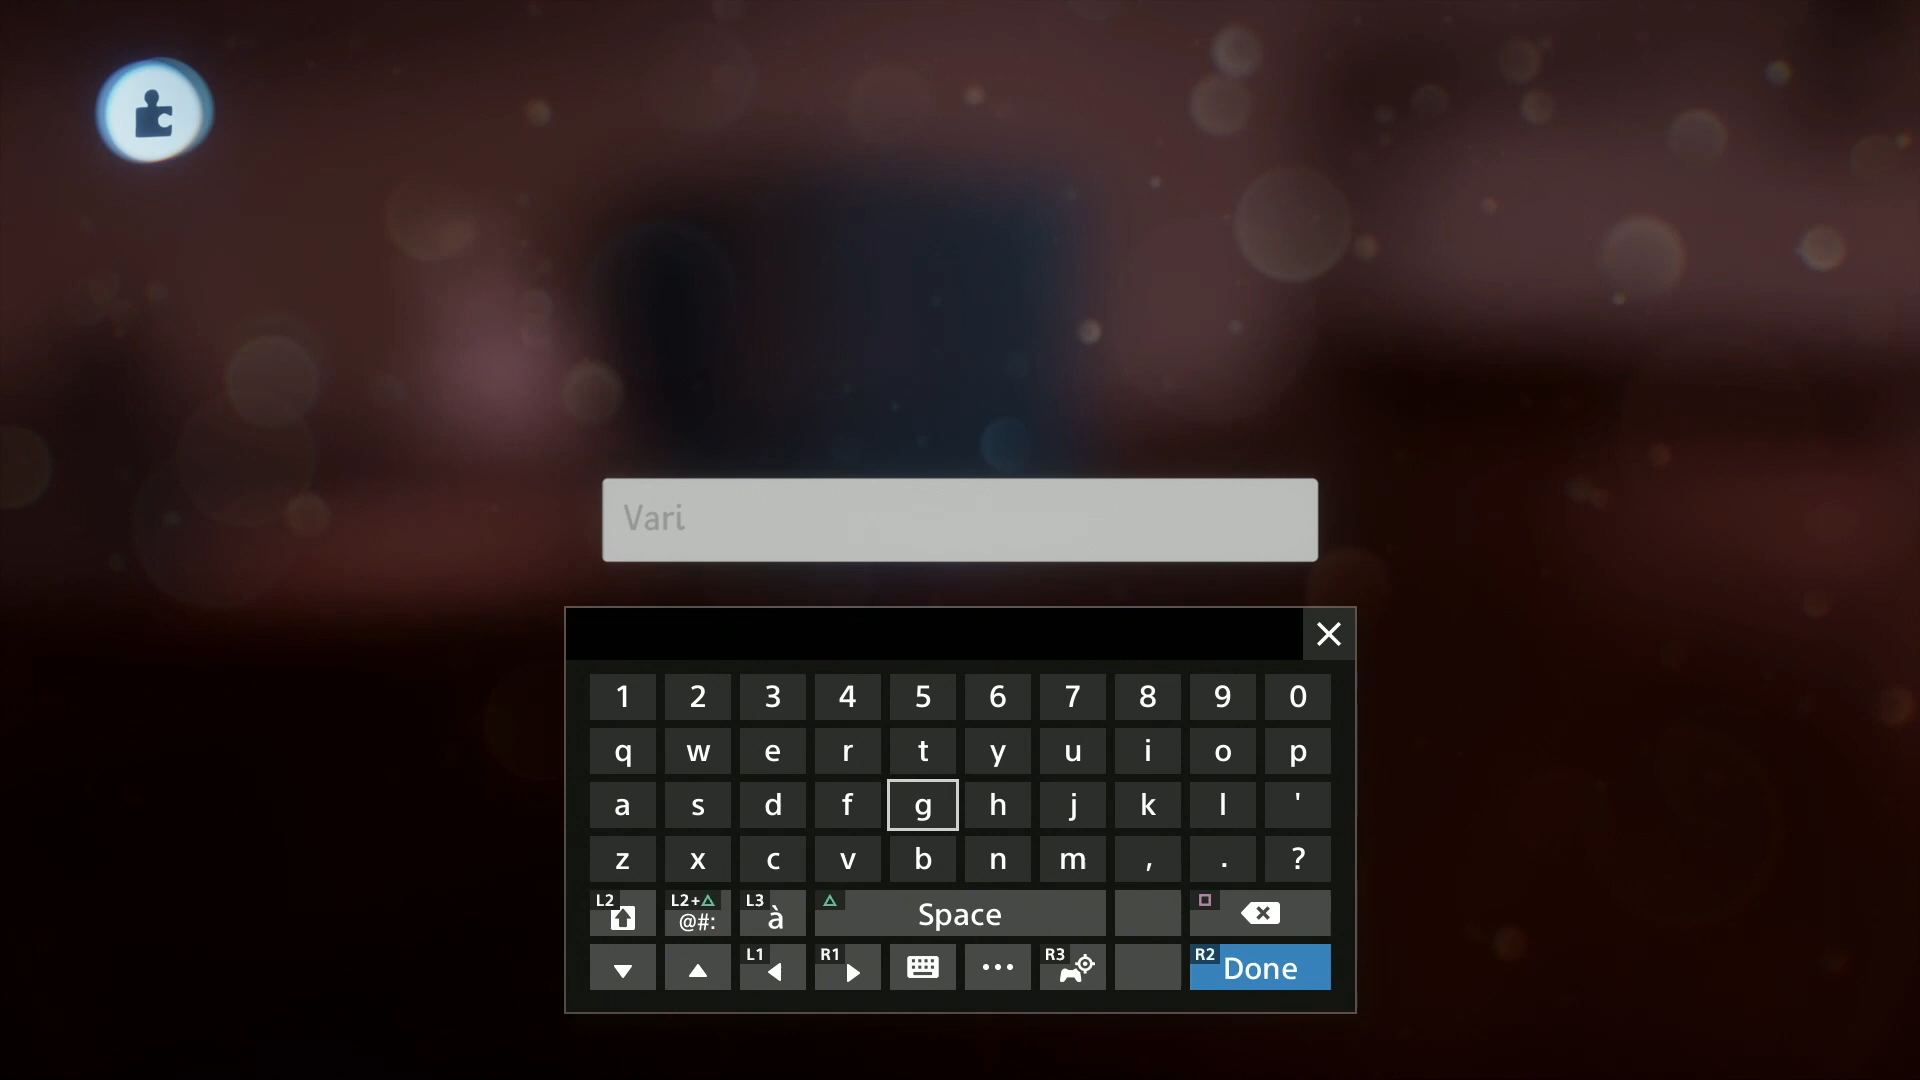 Vari
1 2 3 4 5 6 7 8 9 0
q w e r t y u i o p
a s d f g h j k l '
z x c v b n m , . ?
L2 L2+△ @#: L3 à △ Space □
L1 R1 ... R3 R2 Done